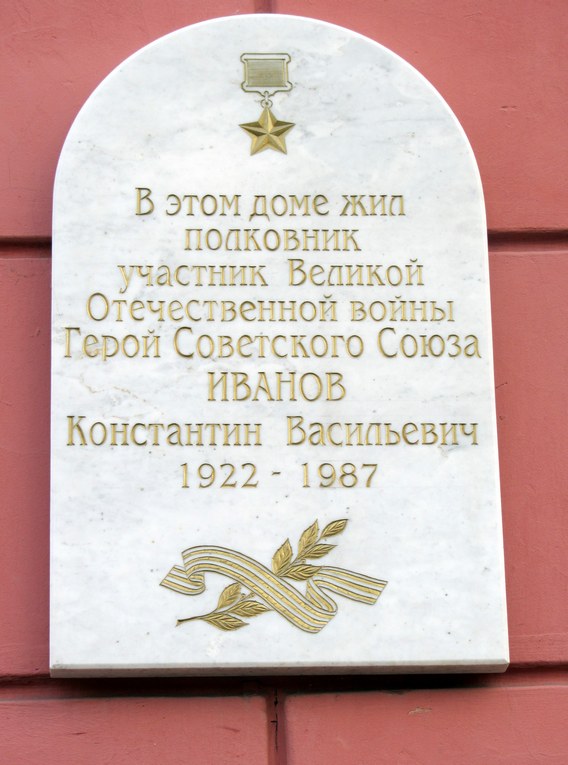 В этом доме жил
полковник
участник Великой
Отечественной войны
Герой Советского Союза
ИВАНОВ
Константин Васильевич
1922 - 1987